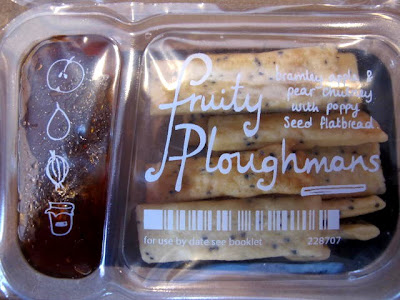 fruity
Ploughmans
bramley apple &
pear chutney
with poppy
seed flatbread
for use by date see booklet 228707